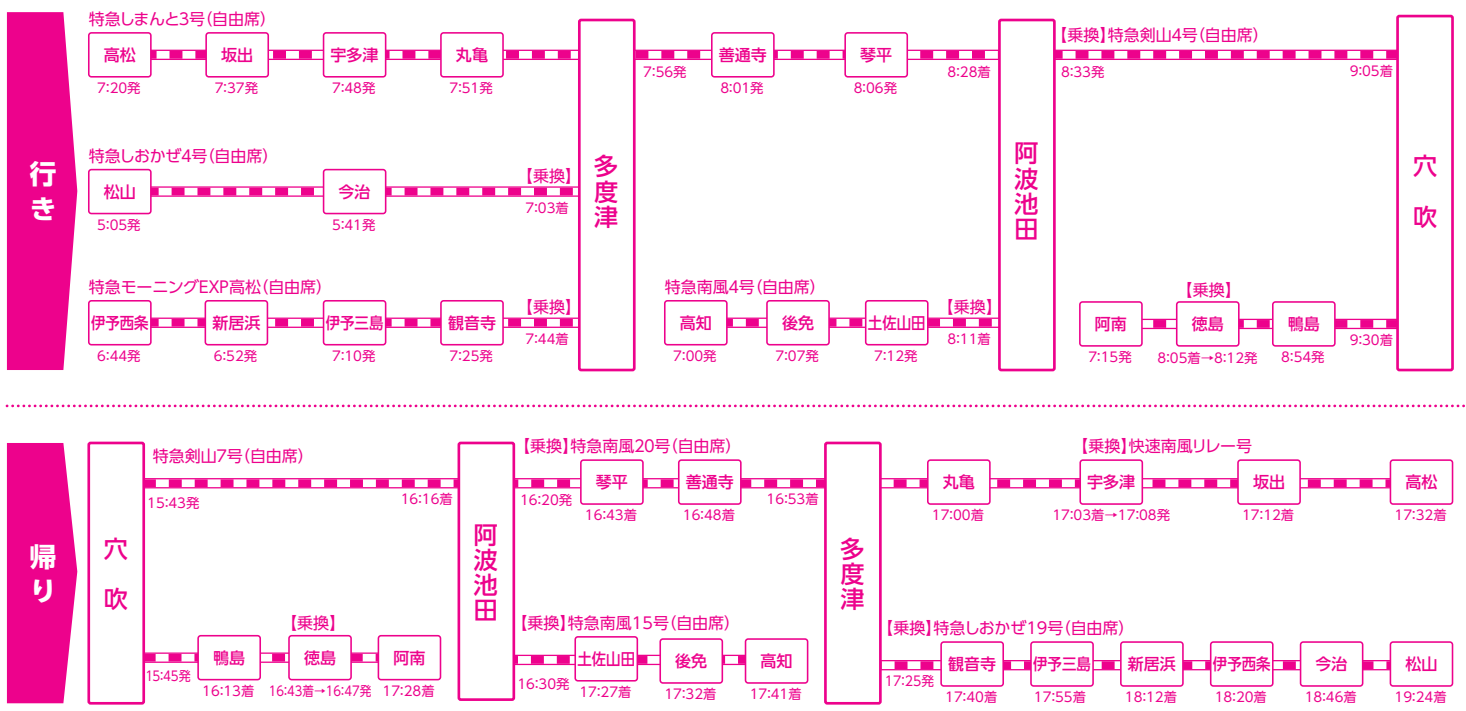 行き
特急しまんと3号(自由席)
高松
坂出
宇多津
丸亀
7:20発
7:37発
7:48発
7:51発
特急しおかぜ4号(自由席)
松山
今治
【乗換】
5:05発
5:41発
7:03着
特急モーニングEXP高松(自由席)
伊予西条
新居浜
伊予三島
観音寺
【乗換】
6:44発
6:52発
7:10発
7:25発
7:44着
多度津
7:56発
善通寺
琴平
8:28着
8:01発
8:06発
特急南風4号(自由席)
高知
後免
土佐山田
【乗換】
7:00発
7:07発
7:12発
8:11着
阿波池田
【乗換】特急剣山4号(自由席)
8:33発
9:05着
【乗換】
阿南
徳島
鴨島
7:15発
8:05着→8:12発
8:54発
9:30着
穴吹
帰り
穴吹
特急剣山7号(自由席)
15:43発
16:16着
【乗換】
鴨島
徳島
阿南
15:45発
16:13着
16:43着→16:47発
17:28着
阿波池田
【乗換】特急南風20号(自由席)
琴平
善通寺
16:20発
16:43着
16:48着
16:53着
【乗換】特急南風15号(自由席)
土佐山田
後免
高知
16:30発
17:27着
17:32着
17:41着
多度津
【乗換】快速南風リレー号
丸亀
宇多津
坂出
高松
17:00着
17:03着→17:08発
17:12着
17:32着
【乗換】特急しおかぜ19号(自由席)
観音寺
伊予三島
新居浜
伊予西条
今治
松山
17:25発
17:40着
17:55着
18:12着
18:20着
18:46着
19:24着